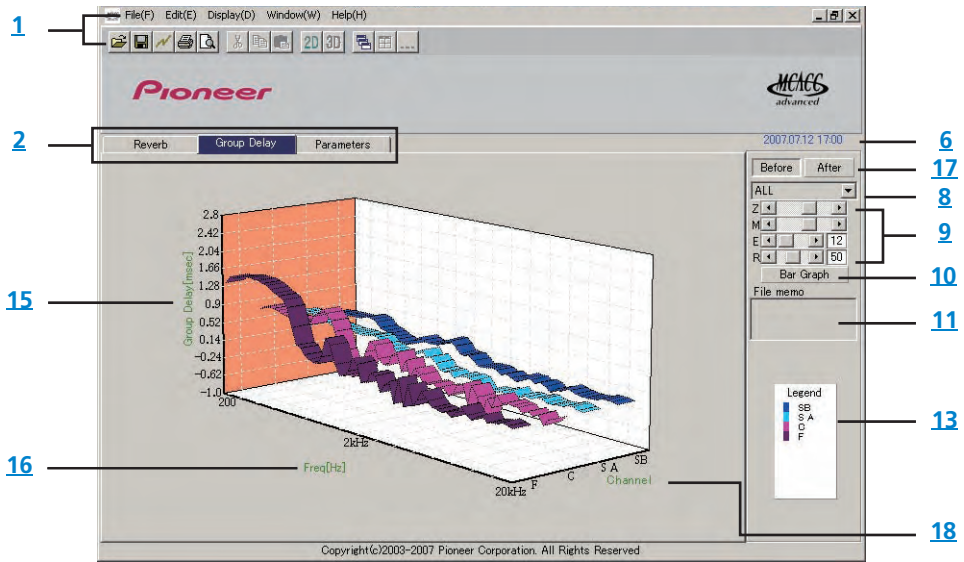 1
File(F) Edit(E) Display(D) Window(W) Help(H)
2D 3D ...
Pioneer
MCACC
advanced
2
Reverb Group Delay Parameters
2007.07.12 17:00
6
Before After
17
ALL
8
Z
M
E 12
R 50
9
Bar Graph
10
File memo
11
15
Group Delay[msec]
2.8
2.42
2.04
1.66
1.28
0.9
0.52
0.14
-0.24
-0.62
-1.0
200
2kHz
20kHz
16
Freq[Hz]
F
C
S A
SB
Channel
18
Legend
SB
S A
C
F
13
Copyright(c)2003-2007 Pioneer Corporation. All Rights Reserved